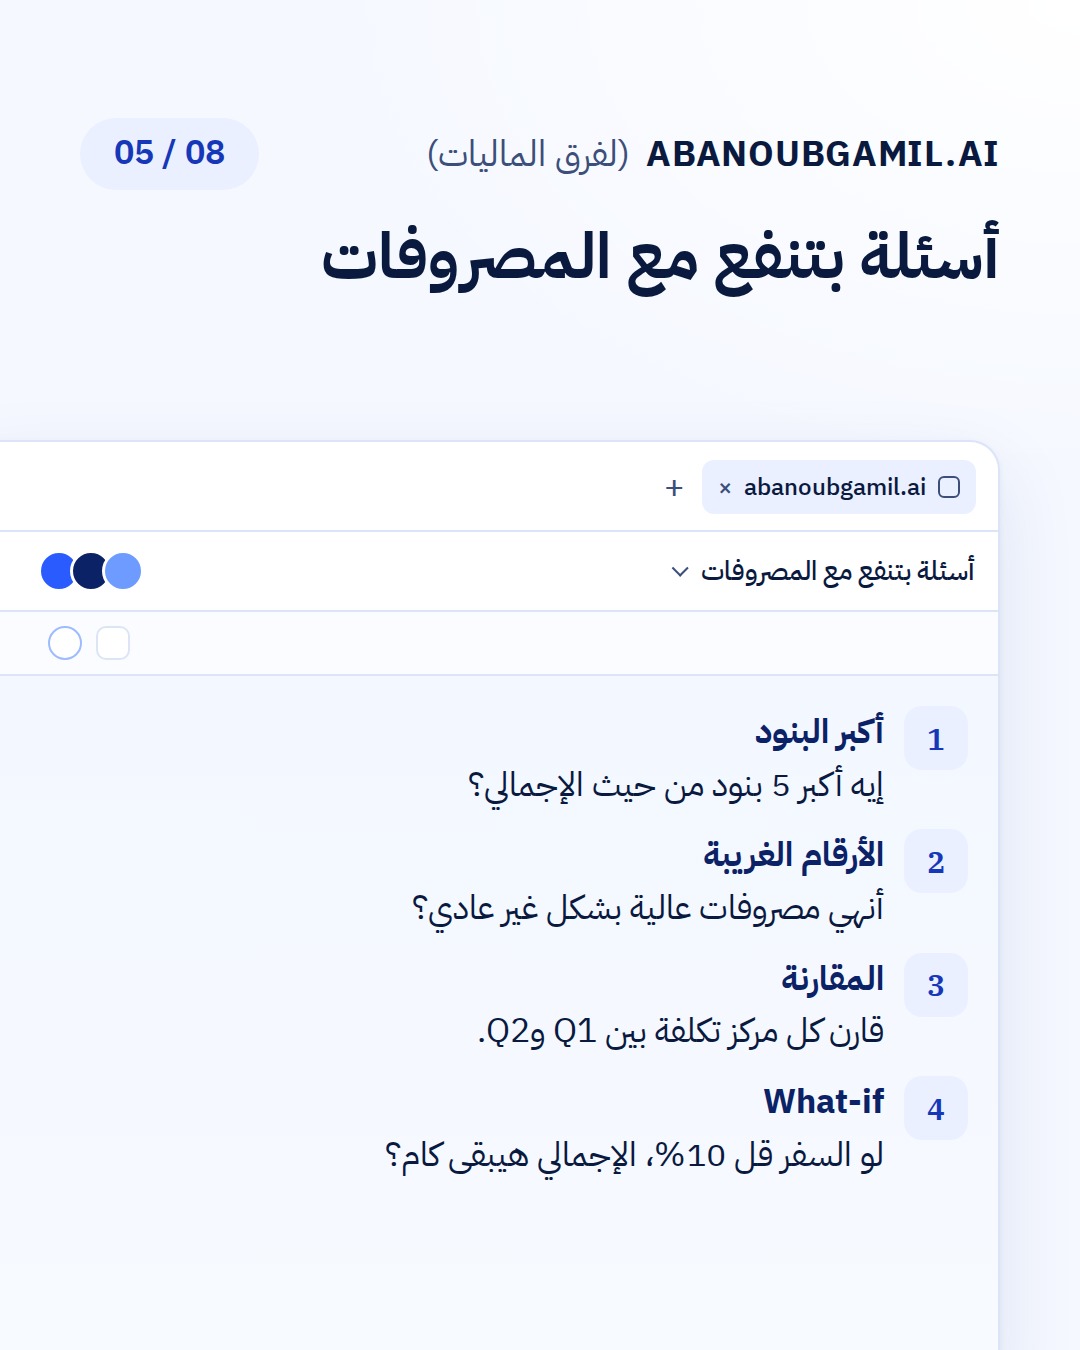 ABANOUBGAMIL.AI (لفرق الماليات)
05 / 08
أسئلة بتنفع مع المصروفات
abanoubgamil.ai × +
أسئلة بتنفع مع المصروفات
1
أكبر البنود
إيه أكبر 5 بنود من حيث الإجمالي؟
2
الأرقام الغريبة
أنهي مصروفات عالية بشكل غير عادي؟
3
المقارنة
قارن كل مركز تكلفة بين Q1 وQ2.
4
What-if
لو السفر قل 10%، الإجمالي هيبقى كام؟